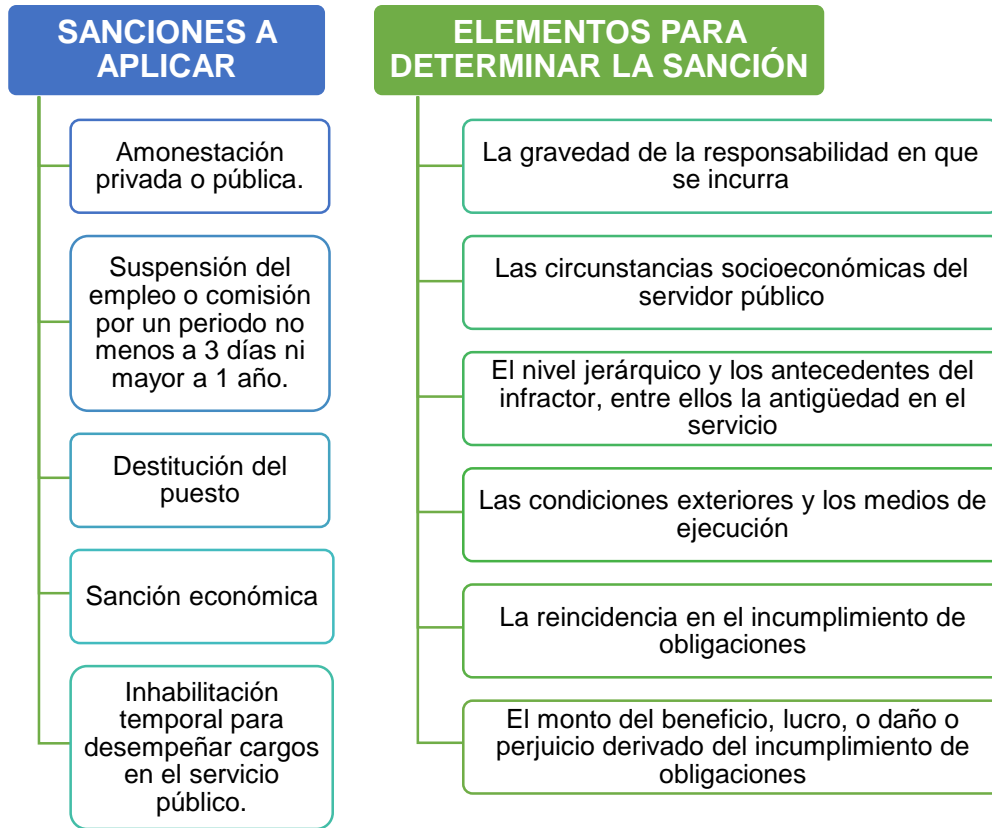 SANCIONES A
APLICAR
Amonestación
privada o pública.
Suspensión del
empleo o comisión
por un periodo no
menos a 3 días ni
mayor a 1 año.
Destitución del
puesto
Sanción económica
Inhabilitación
temporal para
desempeñar cargos
en el servicio
público.
ELEMENTOS PARA
DETERMINAR LA SANCIÓN
La gravedad de la responsabilidad en que
se incurra
Las circunstancias socioeconómicas del
servidor público
El nivel jerárquico y los antecedentes del
infractor, entre ellos la antigüedad en el
servicio
Las condiciones exteriores y los medios de
ejecución
La reincidencia en el incumplimiento de
obligaciones
El monto del beneficio, lucro, o daño o
perjuicio derivado del incumplimiento de
obligaciones